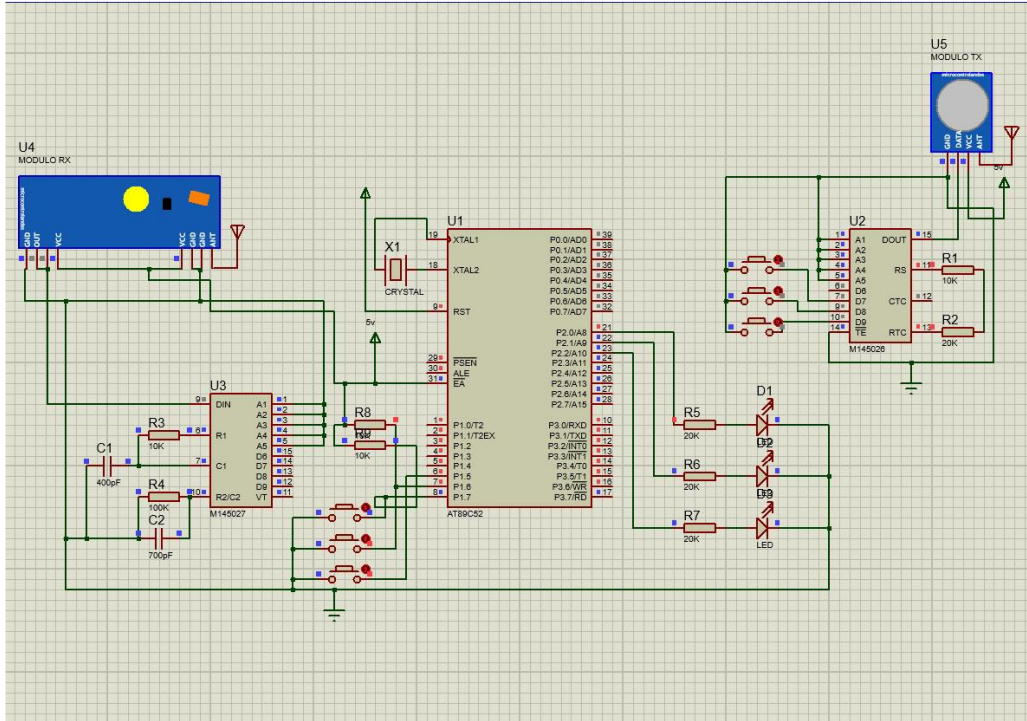 U5
MODULO TX
GND
DATA
VCC
ANT
5v
U4
MODULO RX
GND
OUT
VCC
VCC
GND
GND
ANT
U1
19 XTAL1
18 XTAL2
9 RST
29 PSEN
30 ALE
31 EA
1 P1.0/T2
2 P1.1/T2EX
3 P1.2
4 P1.3
5 P1.4
6 P1.5
7 P1.6
8 P1.7
P0.0/AD0 39
P0.1/AD1 38
P0.2/AD2 37
P0.3/AD3 36
P0.4/AD4 35
P0.5/AD5 34
P0.6/AD6 33
P0.7/AD7 32
P2.0/A8 21
P2.1/A9 22
P2.2/A10 23
P2.3/A11 24
P2.4/A12 25
P2.5/A13 26
P2.6/A14 27
P2.7/A15 28
P3.0/RXD 10
P3.1/TXD 11
P3.2/INT0 12
P3.3/INT1 13
P3.4/T0 14
P3.5/T1 15
P3.6/WR 16
P3.7/RD 17
AT89C52
X1
CRYSTAL
5v
U2
1 A1
2 A2
3 A3
4 A4
5 A5
6 D6
7 D7
9 D8
10 D9
14 TE
DOUT 15
RS 11
CTC 12
RTC 13
M145026
R1
10K
R2
20K
U3
9 DIN
6 R1
7 C1
10 R2/C2
A1 1
A2 2
A3 3
A4 4
A5 5
D6 15
D7 14
D8 13
D9 12
VT 11
M145027
R3
10K
C1
400pF
R4
100K
C2
700pF
R8
R9
10K
R5
20K
R6
20K
R7
20K
D1
LED
D2
LED
D3
LED